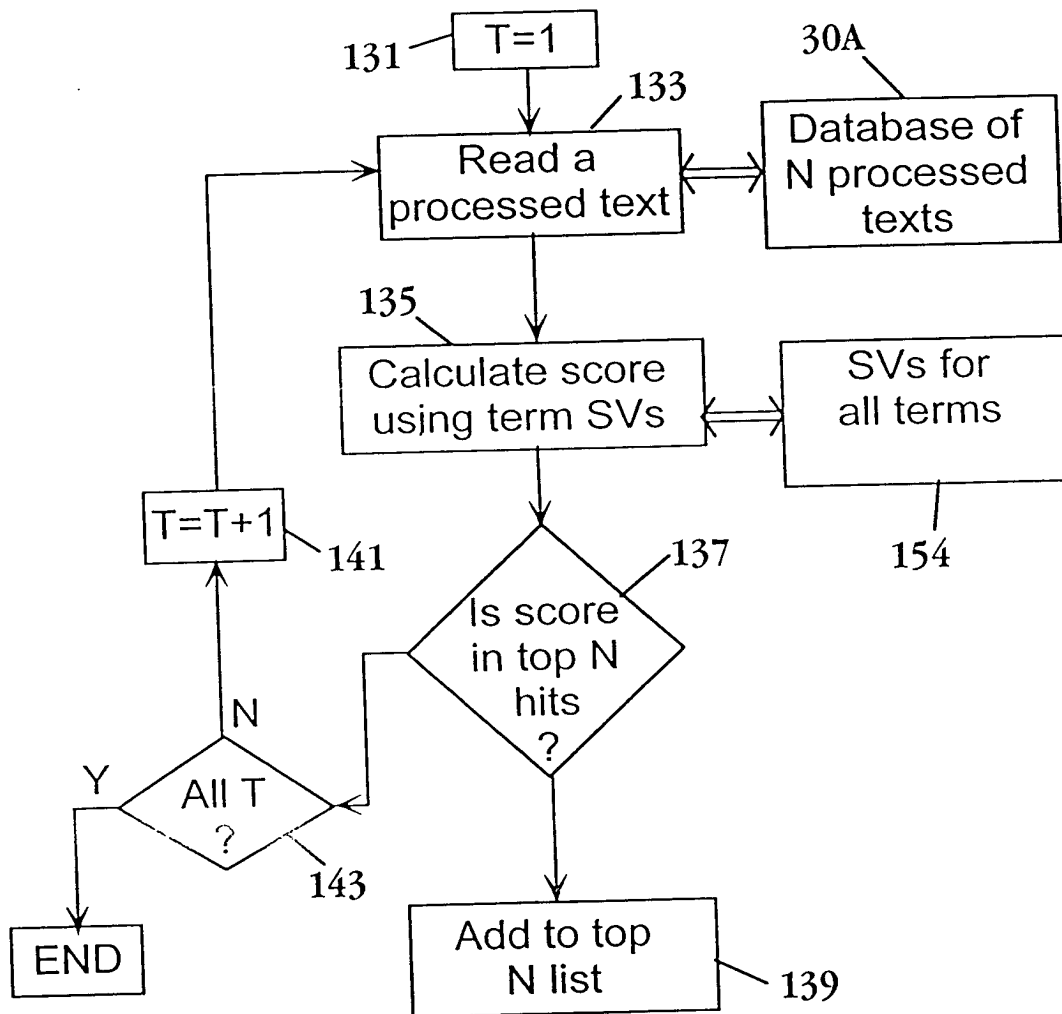 131
T=1
30A
133
Read a
processed text
Database of
N processed
texts
135
Calculate score
using term SVs
SVs for
all terms
154
T=T+1
141
137
Is score
in top N
hits
?
N
Y
All T
?
143
END
Add to top
N list
139